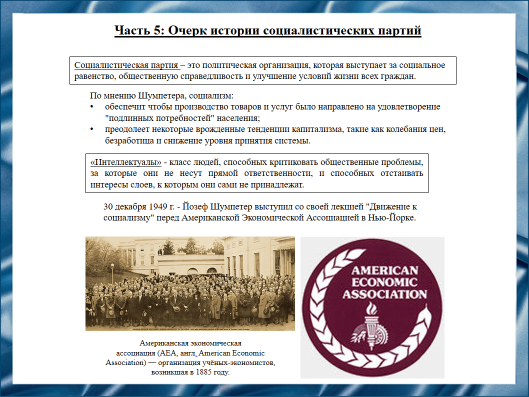 Часть 5: Очерк истории социалистических партий
Социалистическая партия – это политическая организация, которая выступает за социальное
равенство, общественную справедливость и улучшение условий жизни всех граждан.
По мнению Шумпетера, социализм:
• обеспечит чтобы производство товаров и услуг было направлено на удовлетворение
"подлинных потребностей" населения;
• преодолеет некоторые врожденные тенденции капитализма, такие как колебания цен,
безработица и снижение уровня принятия системы.
«Интеллектуалы» - класс людей, способных критиковать общественные проблемы,
за которые они не несут прямой ответственности, и способных отстаивать
интересы слоев, к которым они сами не принадлежат.
30 декабря 1949 г. - Йозеф Шумпетер выступил со своей лекцией "Движение к
социализму" перед Американской Экономической Ассоциацией в Нью-Йорке.
AMERICAN
ECONOMIC
ASSOCIATION
Американская экономическая
ассоциация (АЕА, англ. American Economic
Association) — организация учёных-экономистов,
возникшая в 1885 году.